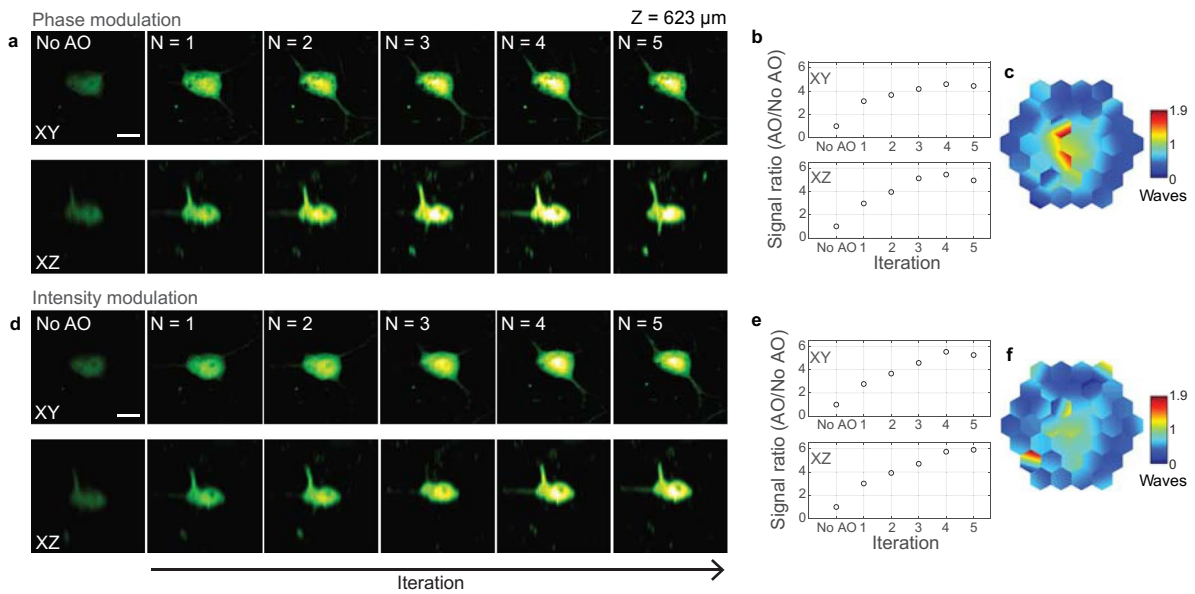 Phase modulation
Z = 623 µm
a
No AO
N = 1
N = 2
N = 3
N = 4
N = 5
XY
XZ
b
Signal ratio (AO/No AO)
6
4
2
0
XY
No AO 1 2 3 4 5
6
4
2
0
XZ
No AO 1 2 3 4 5
Iteration
c
1.9
1
0
Waves
Intensity modulation
d
No AO
N = 1
N = 2
N = 3
N = 4
N = 5
XY
XZ
Iteration
e
Signal ratio (AO/No AO)
6
4
2
0
XY
No AO 1 2 3 4 5
6
4
2
0
XZ
No AO 1 2 3 4 5
Iteration
f
1.9
1
0
Waves